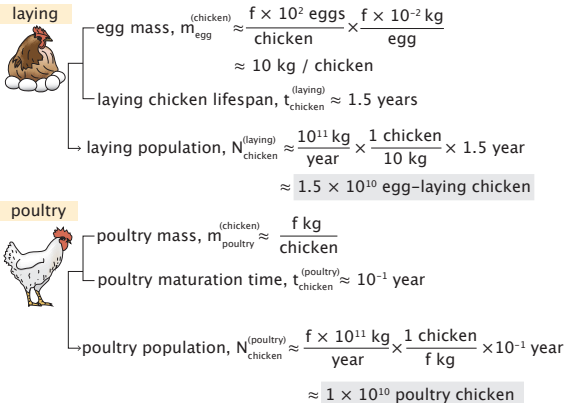 laying
egg mass, m_egg^(chicken) ≈ f × 10² eggs / chicken × f × 10⁻² kg / egg
≈ 10 kg / chicken
laying chicken lifespan, t_chicken^(laying) ≈ 1.5 years
laying population, N_chicken^(laying) ≈ 10¹¹ kg / year × 1 chicken / 10 kg × 1.5 year
≈ 1.5 × 10¹⁰ egg-laying chicken
poultry
poultry mass, m_poultry^(chicken) ≈ f kg / chicken
poultry maturation time, t_chicken^(poultry) ≈ 10⁻¹ year
poultry population, N_chicken^(poultry) ≈ f × 10¹¹ kg / year × 1 chicken / f kg ×10⁻¹ year
≈ 1 × 10¹⁰ poultry chicken